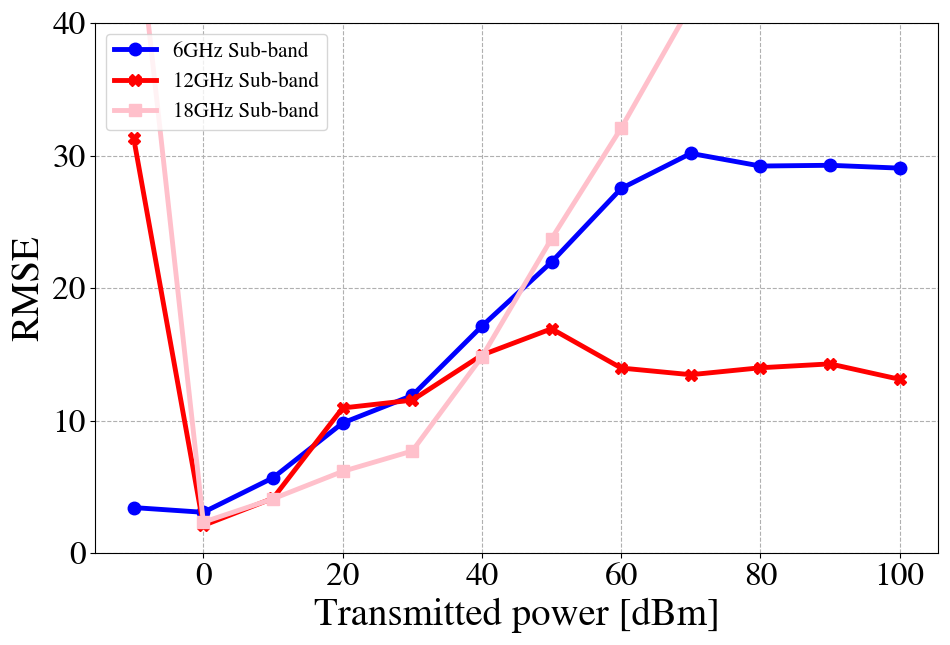 40
30
20
10
0
RMSE
6GHz Sub-band
12GHz Sub-band
18GHz Sub-band
0 20 40 60 80 100
Transmitted power [dBm]